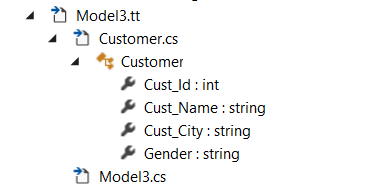 Model3.tt
Customer.cs
Customer
Cust_Id : int
Cust_Name : string
Cust_City : string
Gender : string
Model3.cs